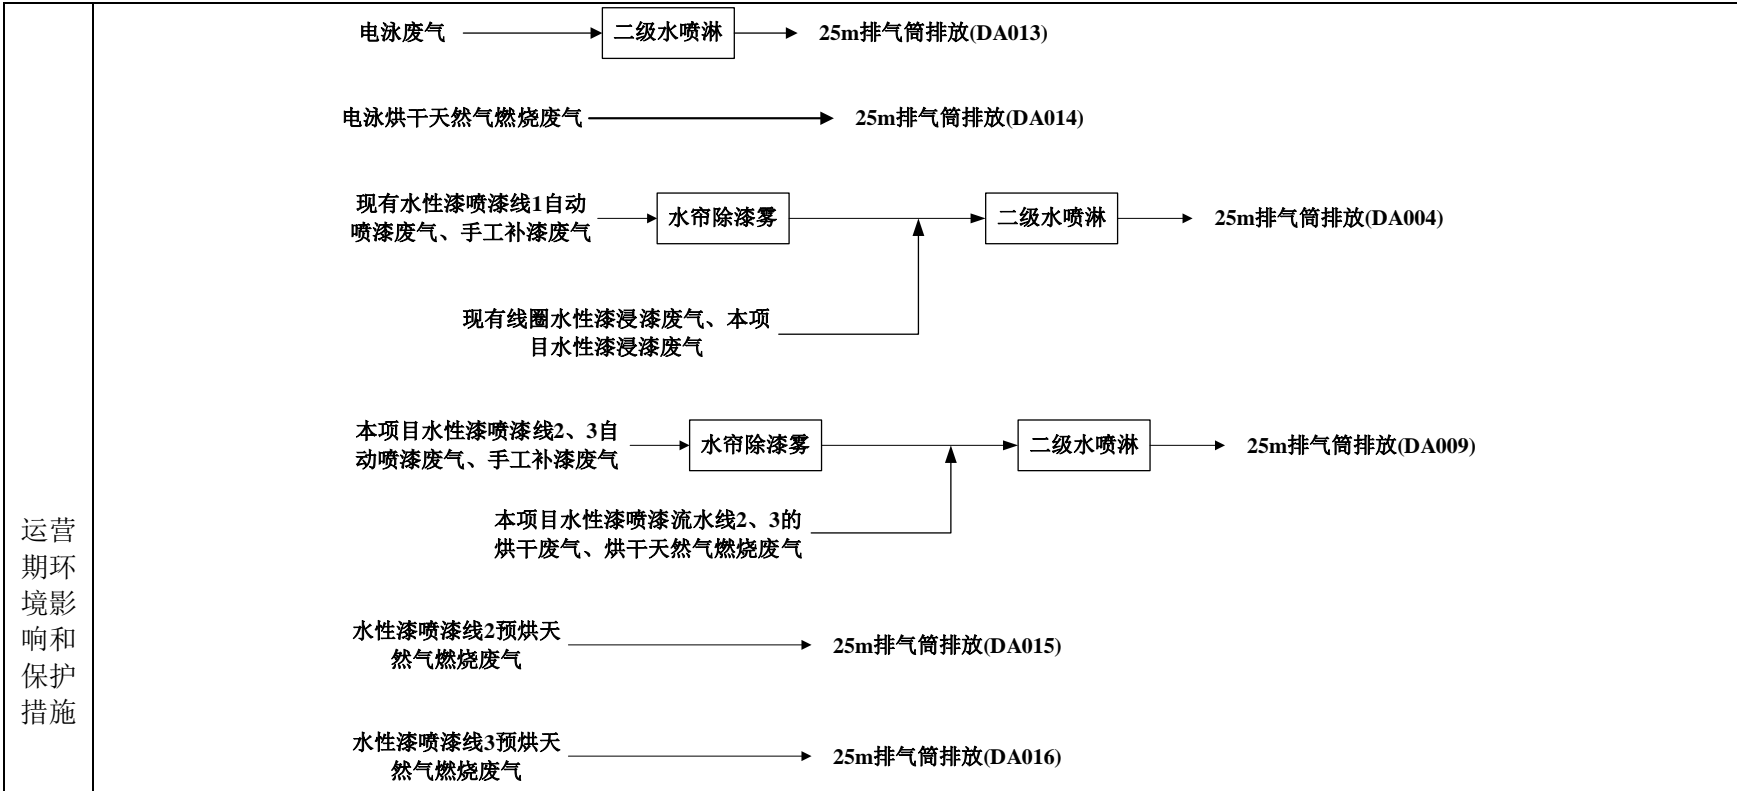 电泳废气
二级水喷淋
25m排气筒排放(DA013)
电泳烘干天然气燃烧废气
25m排气筒排放(DA014)
现有水性漆喷漆线1自动
喷漆废气、手工补漆废气
水帘除漆雾
二级水喷淋
25m排气筒排放(DA004)
现有线圈水性漆浸漆废气、本项
目水性漆浸漆废气
本项目水性漆喷漆线2、3自
动喷漆废气、手工补漆废气
水帘除漆雾
二级水喷淋
25m排气筒排放(DA009)
本项目水性漆喷漆流水线2、3的
烘干废气、烘干天然气燃烧废气
水性漆喷漆线2预烘天
然气燃烧废气
25m排气筒排放(DA015)
水性漆喷漆线3预烘天
然气燃烧废气
25m排气筒排放(DA016)
运营
期环
境影
响和
保护
措施